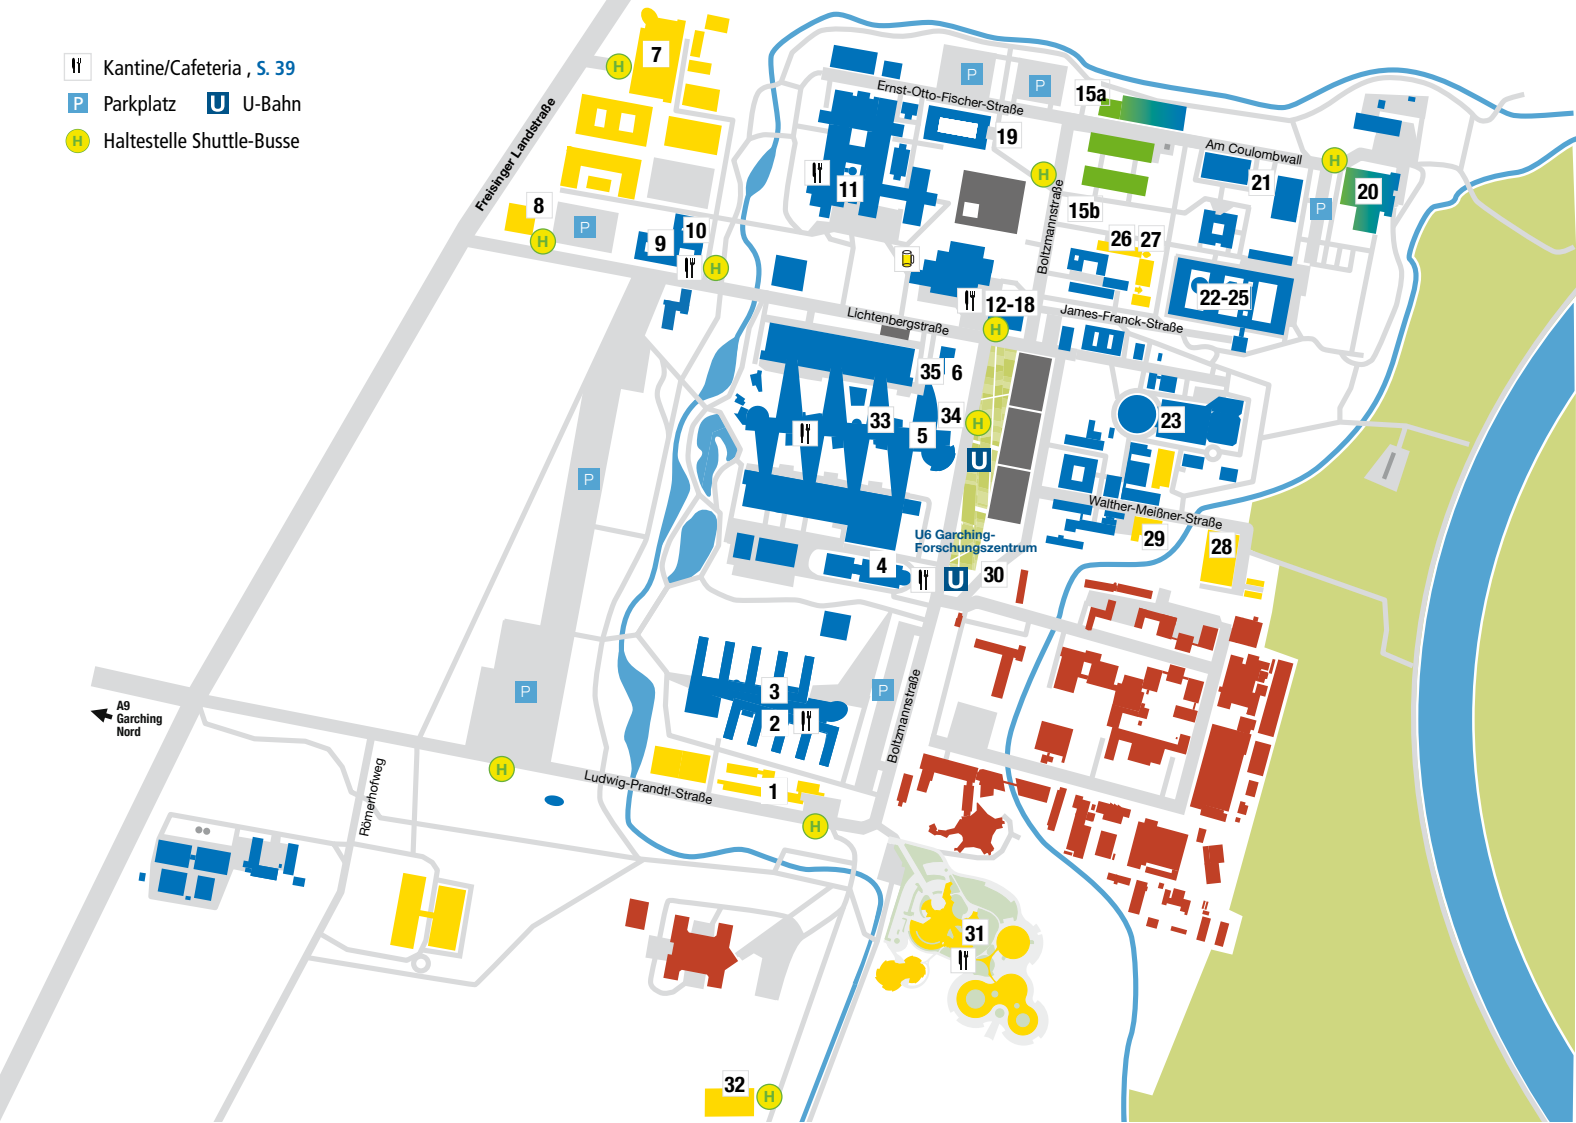 Kantine/Cafeteria , S. 39
P Parkplatz U U-Bahn
H Haltestelle Shuttle-Busse
H
7
Freisinger Landstraße
8
H
P
9
10
H
P
P
Ernst-Otto-Fischer-Straße
15a
19
11
H
Am Coulombwall
H
21
20
P
15b
Boltzmannstraße
26
27
22-25
12-18
H
James-Franck-Straße
Lichtenbergstraße
35
6
33
34
5
H
U
23
P
Walther-Meißner-Straße
29
28
U6 Garching-
Forschungszentrum
4
U
30
3
2
P
P
Boltzmannstraße
A9
Garching
Nord
H
Ludwig-Prandtl-Straße
1
H
Römerhofweg
31
32
H